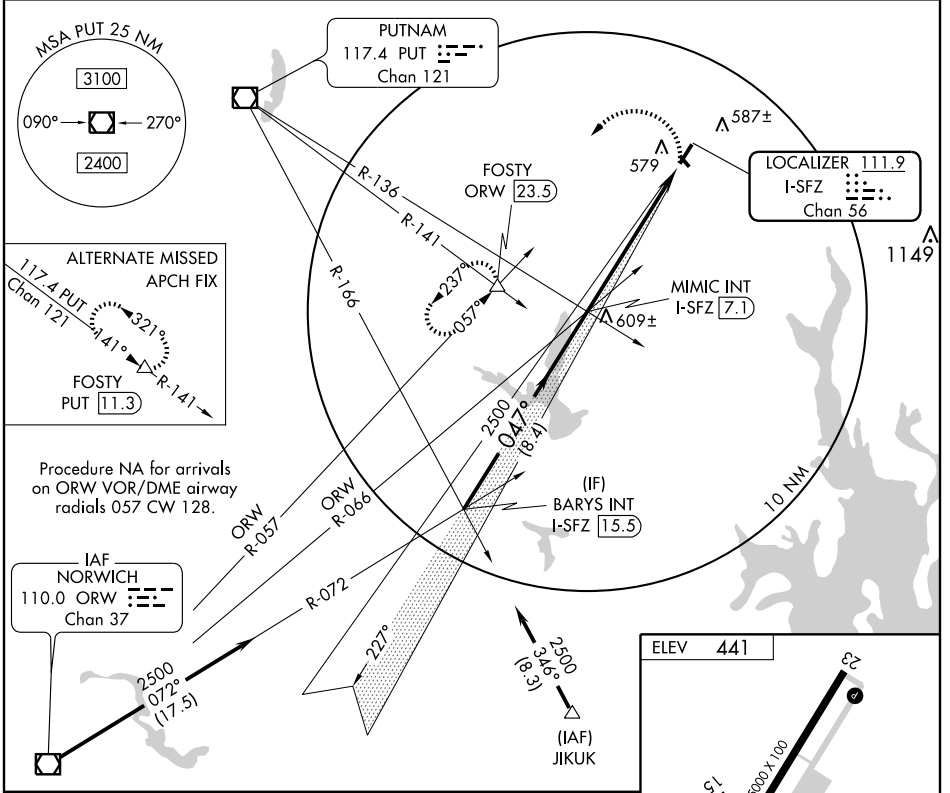 MSA PUT 25 NM
3100
090°
270°
2400
PUTNAM
117.4 PUT
Chan 121
587±
579
LOCALIZER 111.9
I-SFZ
Chan 56
1149
FOSTY
ORW 23.5
R-136
R-141
R-166
237°
057°
MIMIC INT
I-SFZ 7.1
609±
ALTERNATE MISSED
APCH FIX
117.4 PUT
Chan 121
321°
141°
R-141
FOSTY
PUT 11.3
2500
047°
(8.4)
Procedure NA for arrivals
on ORW VOR/DME airway
radials 057 CW 128.
ORW
R-057
ORW
R-066
(IF)
BARYS INT
I-SFZ 15.5
10 NM
IAF
NORWICH
110.0 ORW
Chan 37
R-072
2500
072°
(17.5)
227°
2500
346°
(8.3)
(IAF)
JIKUK
ELEV 441
23
P
5000 X 100
15